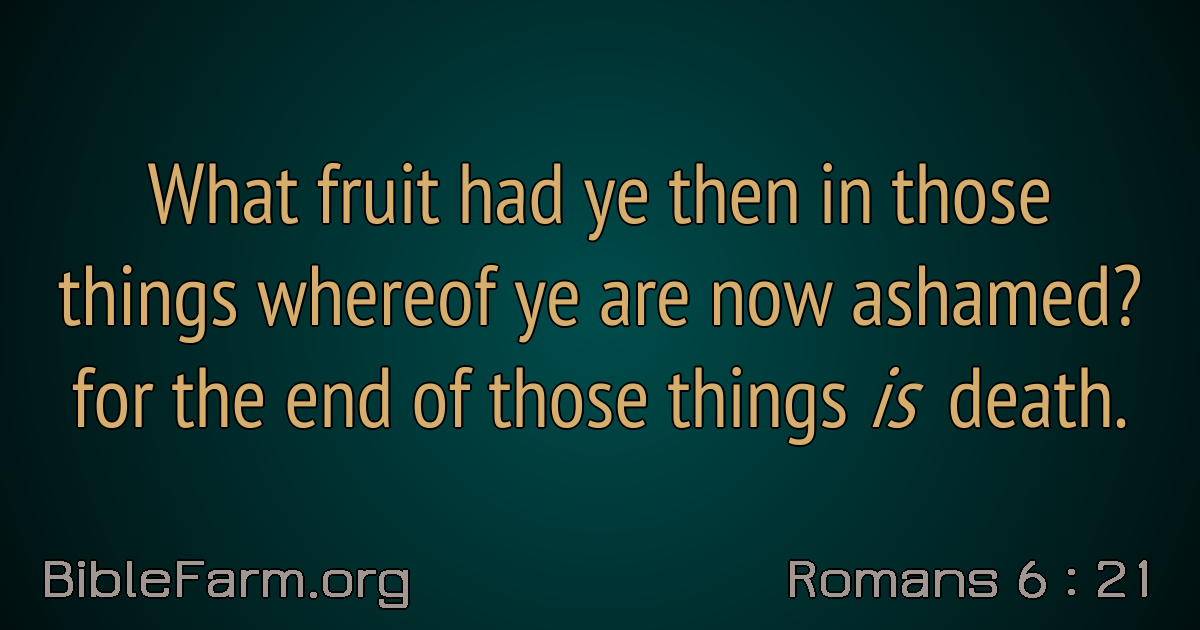 What fruit had ye then in those
things whereof ye are now ashamed?
for the end of those things is death.
BibleFarm.org
Romans 6 : 21